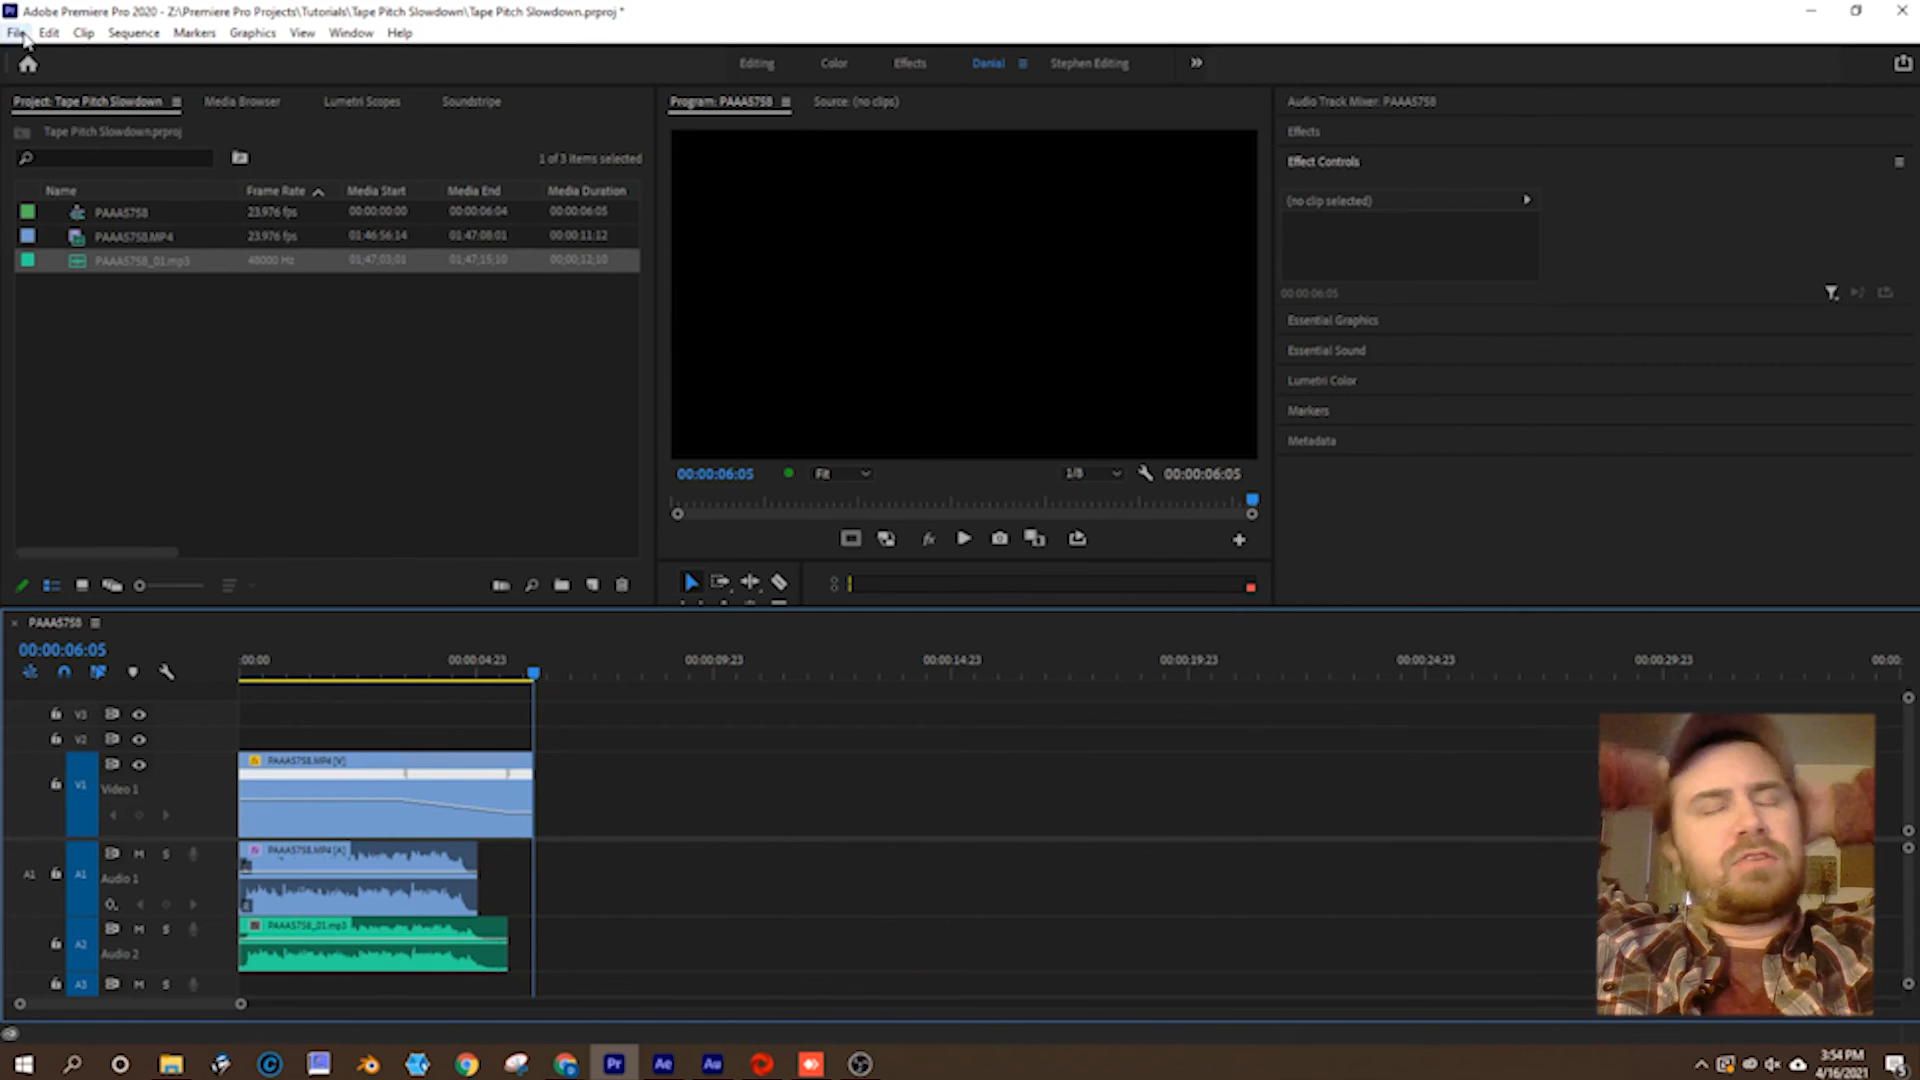 Adobe Premiere Pro 2020 - Z:\Premiere Pro Projects\Tutorials\Tape Pitch Slowdown\Tape Pitch Slowdown.prproj *
File Edit Clip Sequence Markers Graphics View Window Help
Editing Color Effects Danial Stephen Editing
Project: Tape Pitch Slowdown Media Browser Lumetri Scopes Soundstripe
Tape Pitch Slowdown.prproj
1 of 3 items selected
Name Frame Rate Media Start Media End Media Duration
PAAA5758 23.976 fps 00:00:00:00 00:00:06:04 00:00:06:05
PAAA5758.MP4 23.976 fps 01:46:56:14 01:47:08:01 00:00:11:12
PAAA5758_01.mp3 48000 Hz 01;47;03;01 01;47;15;10 00;00;12;10
Program: PAAA5758 Source: (no clips)
00:00:06:05 Fit 1/8 00:00:06:05
Audio Track Mixer: PAAA5758
Effects
Effect Controls
(no clip selected)
00:00:06:05
Essential Graphics
Essential Sound
Lumetri Color
Markers
Metadata
PAAA5758
00:00:06:05
:00:00 00:00:04:23 00:00:09:23 00:00:14:23 00:00:19:23 00:00:24:23 00:00:29:23 00:00:
V3
V2
PAAA5758.MP4 [V]
V1 Video 1
PAAA5758.MP4 [A]
M S
A1 A1 Audio 1
PAAA5758_01.mp3
M S
A2 Audio 2
A3 M S
Pr Ae Au
3:54 PM
4/16/2021